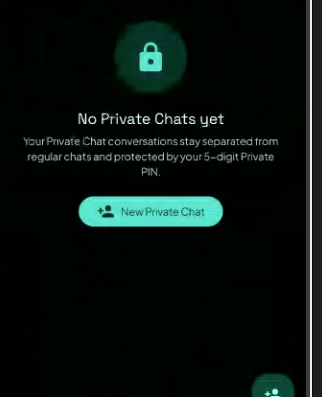 No Private Chats yet
Your Private Chat conversations stay separated from
regular chats and protected by your 5-digit Private
PIN.
New Private Chat